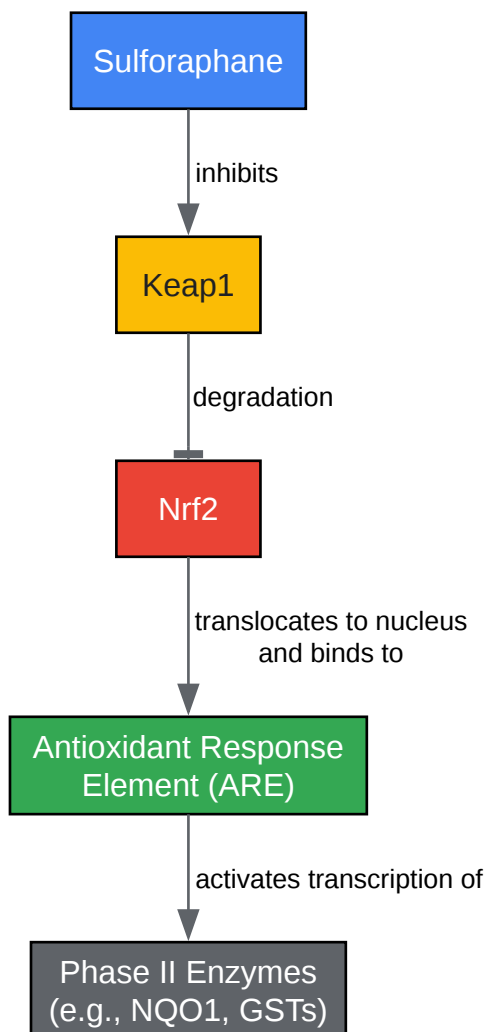 Sulforaphane
inhibits
Keap1
degradation
Nrf2
translocates to nucleus
and binds to
Antioxidant Response
Element (ARE)
activates transcription of
Phase II Enzymes
(e.g., NQO1, GSTs)